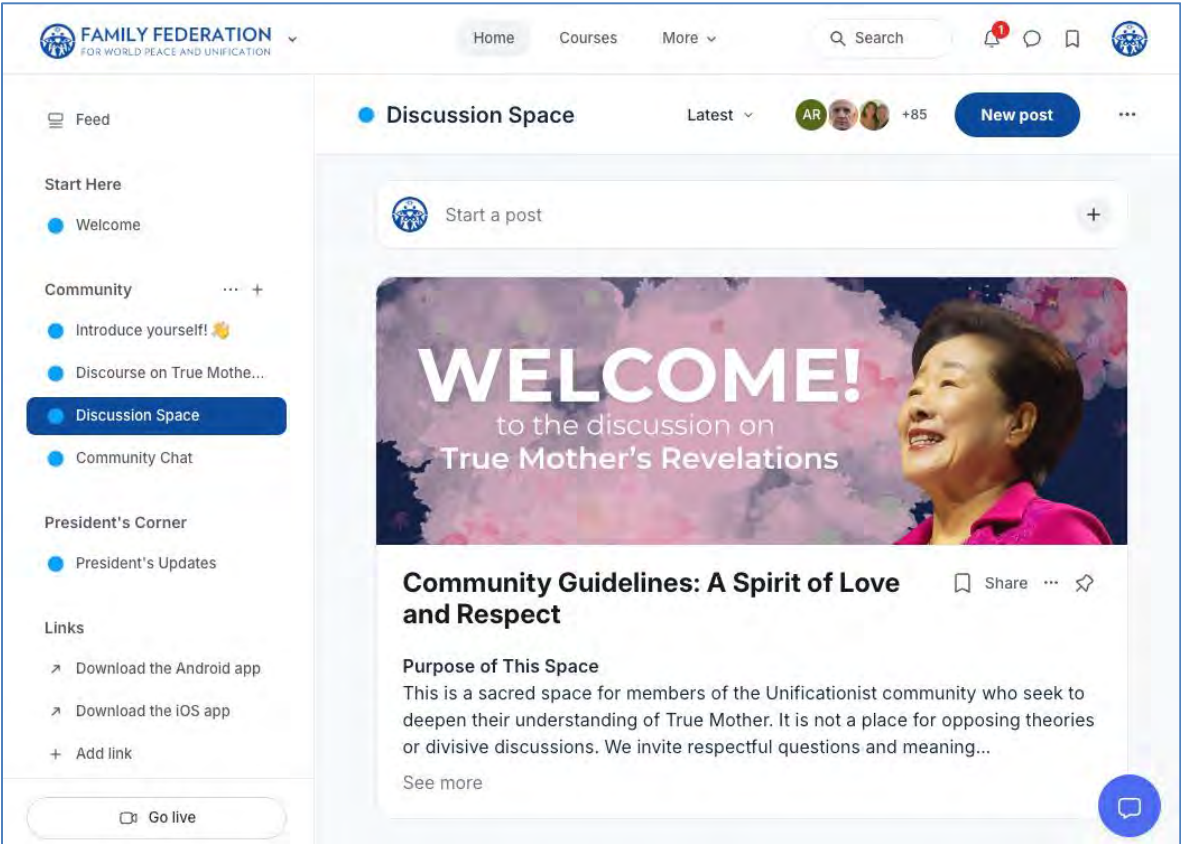 FAMILY FEDERATION
FOR WORLD PEACE AND UNIFICATION
Home
Courses
More
Search
1
Feed
Start Here
Welcome
Community
Introduce yourself! 👋
Discourse on True Mothe...
Discussion Space
Community Chat
President's Corner
President's Updates
Links
Download the Android app
Download the iOS app
+ Add link
Go live
Discussion Space
Latest
AR
+85
New post
Start a post
WELCOME!
to the discussion on
True Mother's Revelations
Community Guidelines: A Spirit of Love
and Respect
Share
Purpose of This Space
This is a sacred space for members of the Unificationist community who seek to
deepen their understanding of True Mother. It is not a place for opposing theories
or divisive discussions. We invite respectful questions and meaning...
See more